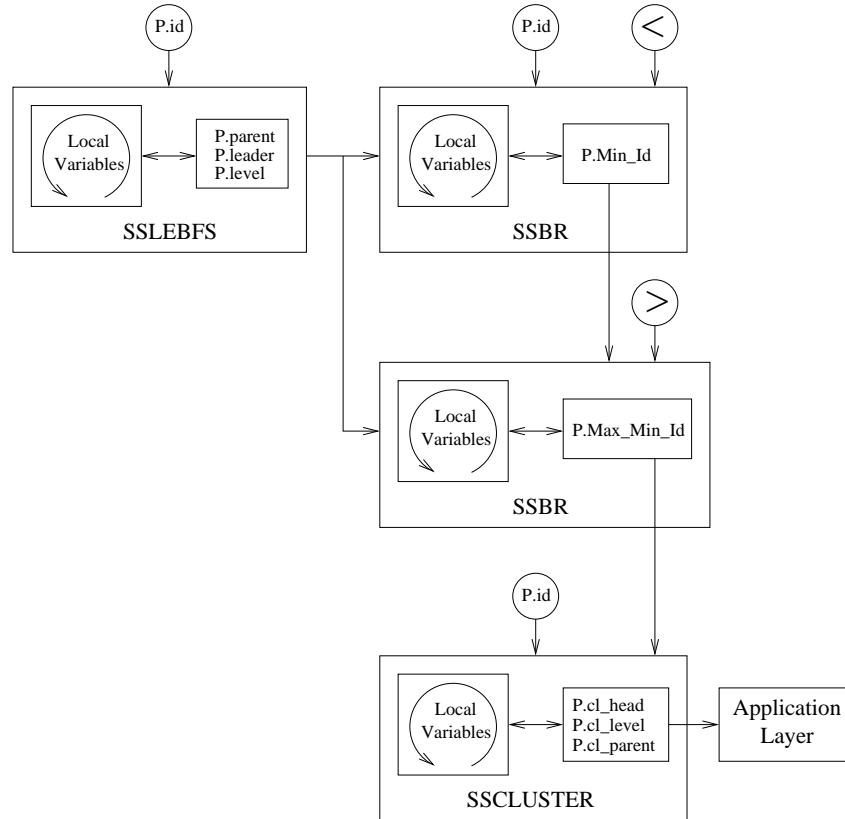 P.id
P.id
<
Local
Variables
P.parent
P.leader
P.level
SSLEBFS
Local
Variables
P.Min_Id
SSBR
>
Local
Variables
P.Max_Min_Id
SSBR
P.id
Local
Variables
P.cl_head
P.cl_level
P.cl_parent
SSCLUSTER
Application
Layer